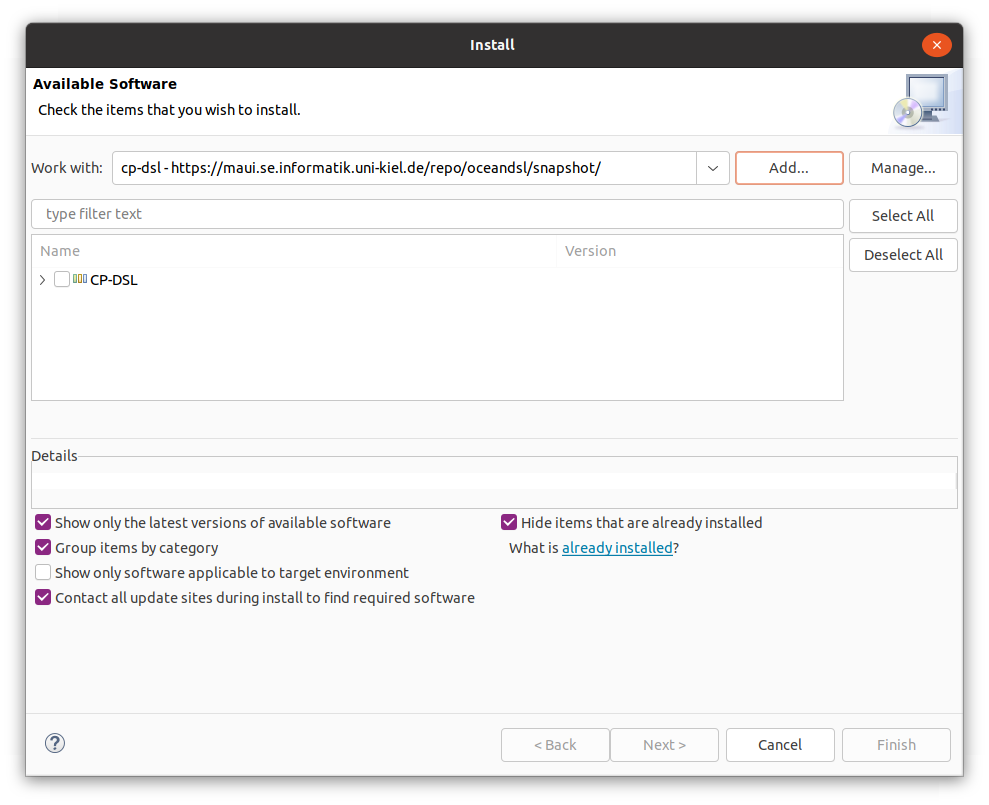 Install
Available Software
Check the items that you wish to install.
Work with: cp-dsl - https://maui.se.informatik.uni-kiel.de/repo/oceandsl/snapshot/ Add... Manage...
type filter text Select All
Name Version Deselect All
CP-DSL
Details
Show only the latest versions of available software Hide items that are already installed
Group items by category What is already installed?
Show only software applicable to target environment
Contact all update sites during install to find required software
? < Back Next > Cancel Finish